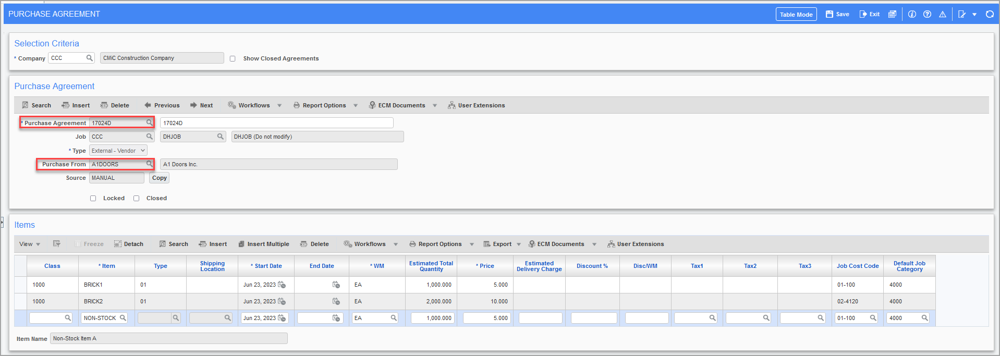 PURCHASE AGREEMENT Table Mode Save Exit
Selection Criteria
* Company CCC CMiC Construction Company Show Closed Agreements
Purchase Agreement
Search Insert Delete Previous Next Workflows Report Options ECM Documents User Extensions
* Purchase Agreement 17024D 17024D
Job CCC DHJOB DHJOB (Do not modify)
* Type External - Vendor
Purchase From A1DOORS A1 Doors Inc.
Source MANUAL Copy
Locked Closed
Items
View Freeze Detach Search Insert Insert Multiple Delete Workflows Report Options Export ECM Documents User Extensions
Class * Item Type Shipping Location * Start Date End Date * WM Estimated Total Quantity * Price Estimated Delivery Charge Discount % Disc/WM Tax1 Tax2 Tax3 Job Cost Code Default Job Category
1000 BRICK1 01 Jun 23, 2023 EA 1,000.000 5.000 01-100 4000
1000 BRICK2 01 Jun 23, 2023 EA 2,000.000 10.000 02-4120 4000
NON-STOCK Jun 23, 2023 EA 1,000.000 5.000 01-100 4000
Item Name Non-Stock Item A